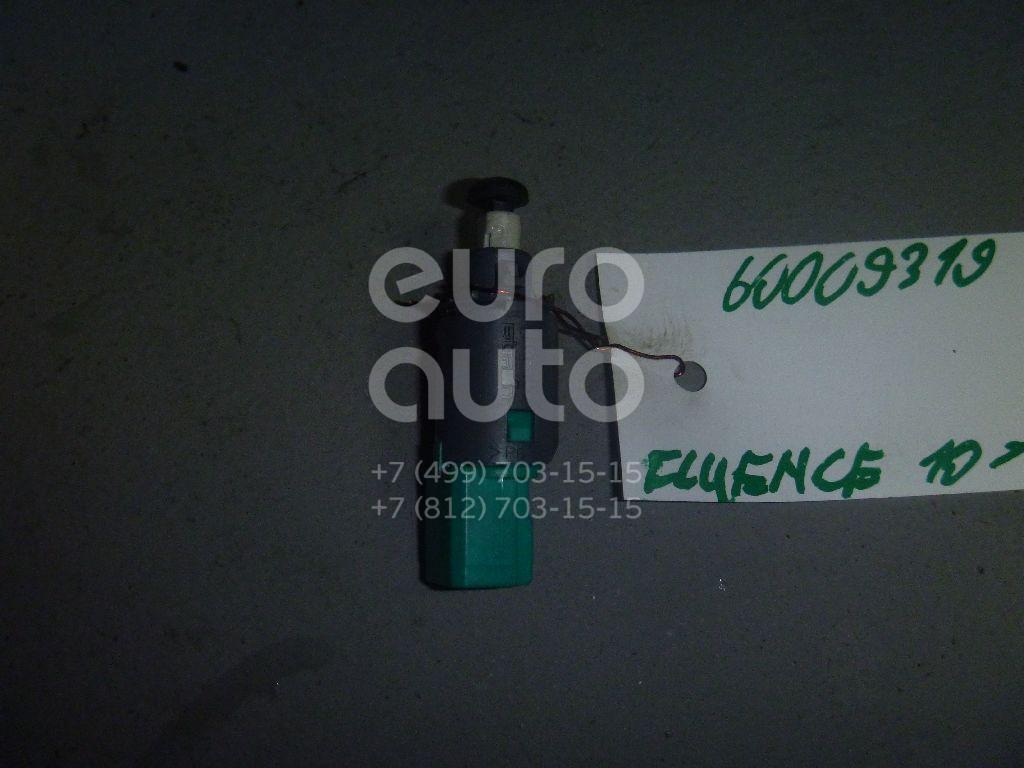 60009319
euro
auto
+7 (499) 703-15-15
+7 (812) 703-15-15
FLUENCE 10>